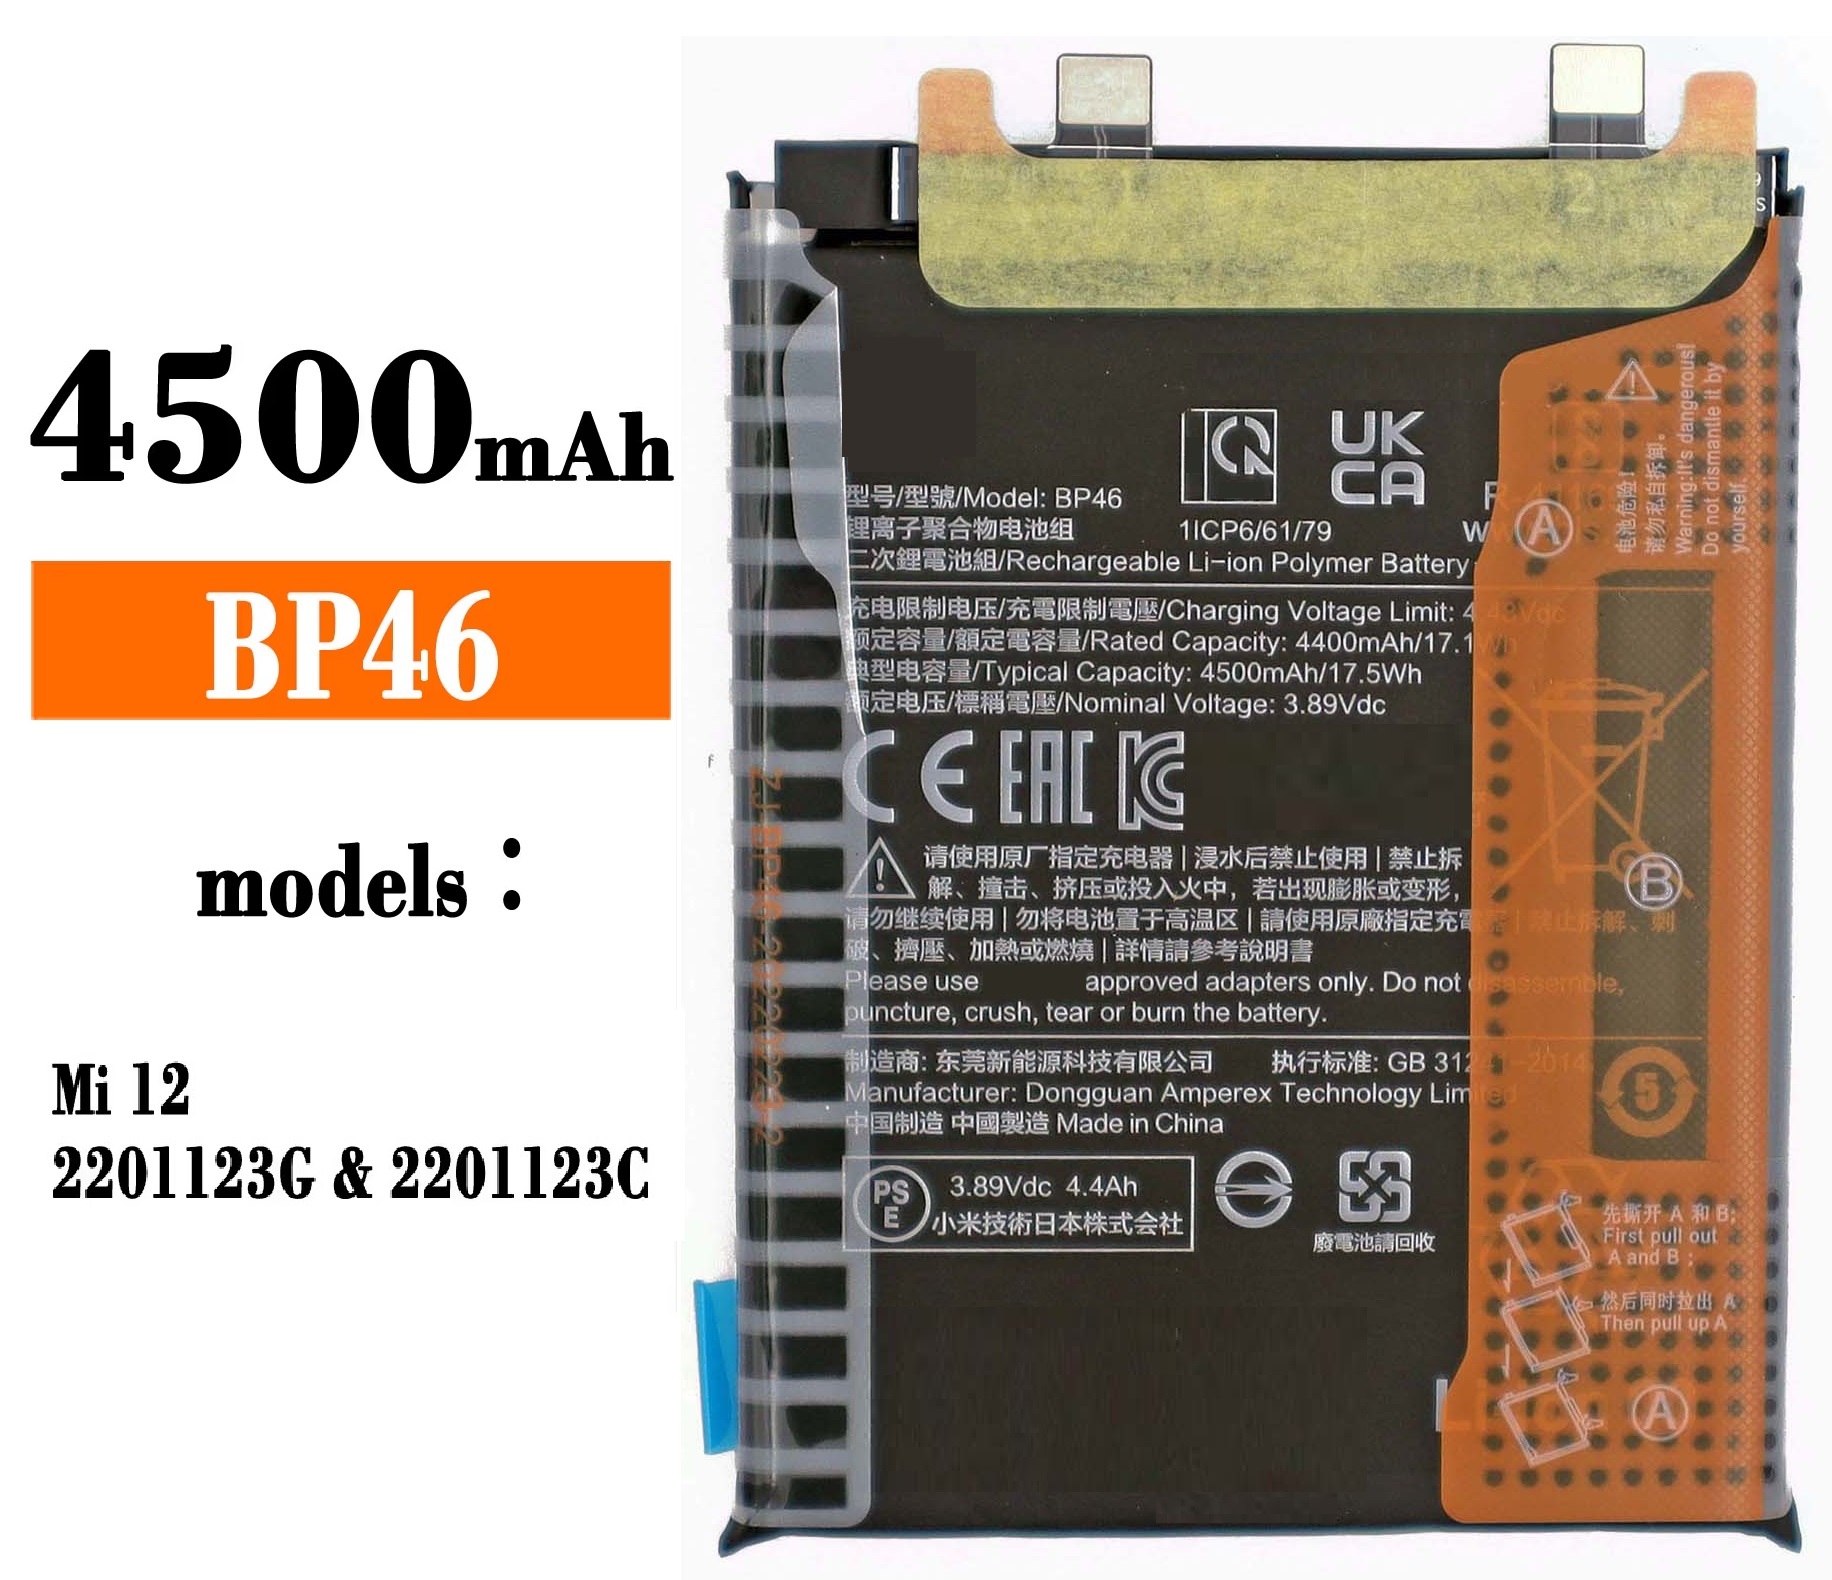 4500mAh
BP46
models：
Mi 12
2201123G & 2201123C
UK
CA
型号/型號/Model: BP46
锂离子聚合物电池组
1ICP6/61/79
二次鋰電池組/Rechargeable Li-ion Polymer Battery
充电限制电压/充電限制電壓/Charging Voltage Limit: 4.48Vdc
额定容量/額定電容量/Rated Capacity: 4400mAh/17.1Wh
典型电容量/Typical Capacity: 4500mAh/17.5Wh
额定电压/標稱電壓/Nominal Voltage: 3.89Vdc
CE EAC KC
请使用原厂指定充电器 | 浸水后禁止使用 | 禁止拆
解、撞击、挤压或投入火中，若出现膨胀或变形，
请勿继续使用 | 勿将电池置于高温区 | 請使用原廠指定充電器 | 禁止拆解、刺
破、擠壓、加熱或燃燒 | 詳情請參考說明書
Please use approved adapters only. Do not disassemble,
puncture, crush, tear or burn the battery.
制造商: 东莞新能源科技有限公司 执行标准: GB 31241-2014
Manufacturer: Dongguan Amperex Technology Limited
中国制造 中國製造 Made in China
PS
E
3.89Vdc 4.4Ah
小米技術日本株式会社
廢電池請回收
A
电池危险！
请勿私自拆卸。
Warning:It's dangerous!
Do not dismantle it by
yourself.
B
5
先撕开 A 和 B;
First pull out
A and B ;
然后同时拉出 A
Then pull up A
A